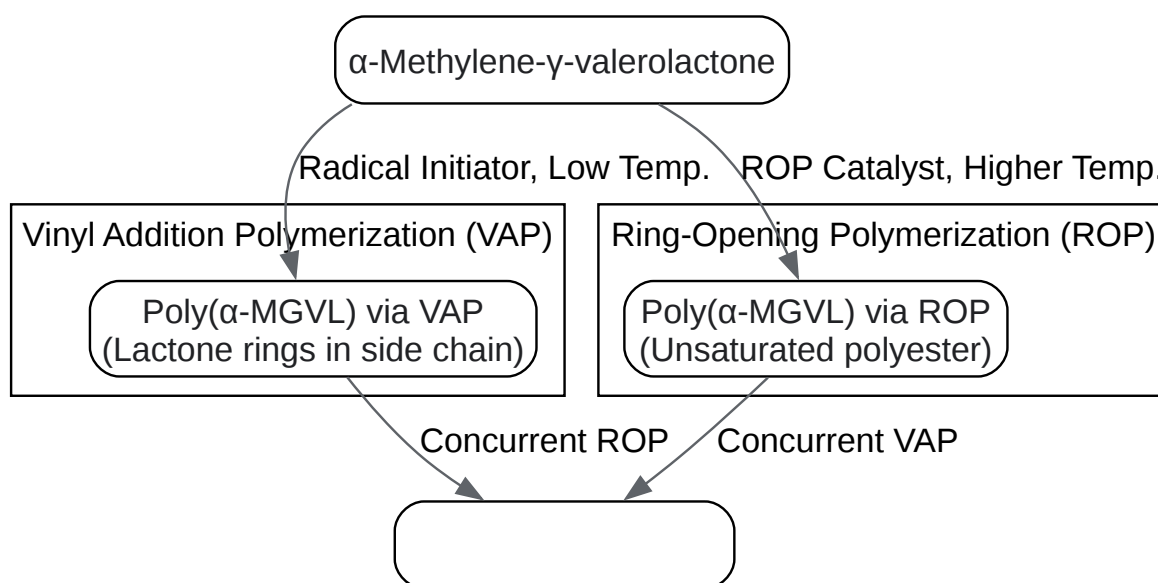 α-Methylene-γ-valerolactone
Radical Initiator, Low Temp.
ROP Catalyst, Higher Temp.
Vinyl Addition Polymerization (VAP)
Ring-Opening Polymerization (ROP)
Poly(α-MGVL) via VAP
(Lactone rings in side chain)
Poly(α-MGVL) via ROP
(Unsaturated polyester)
Concurrent ROP
Concurrent VAP